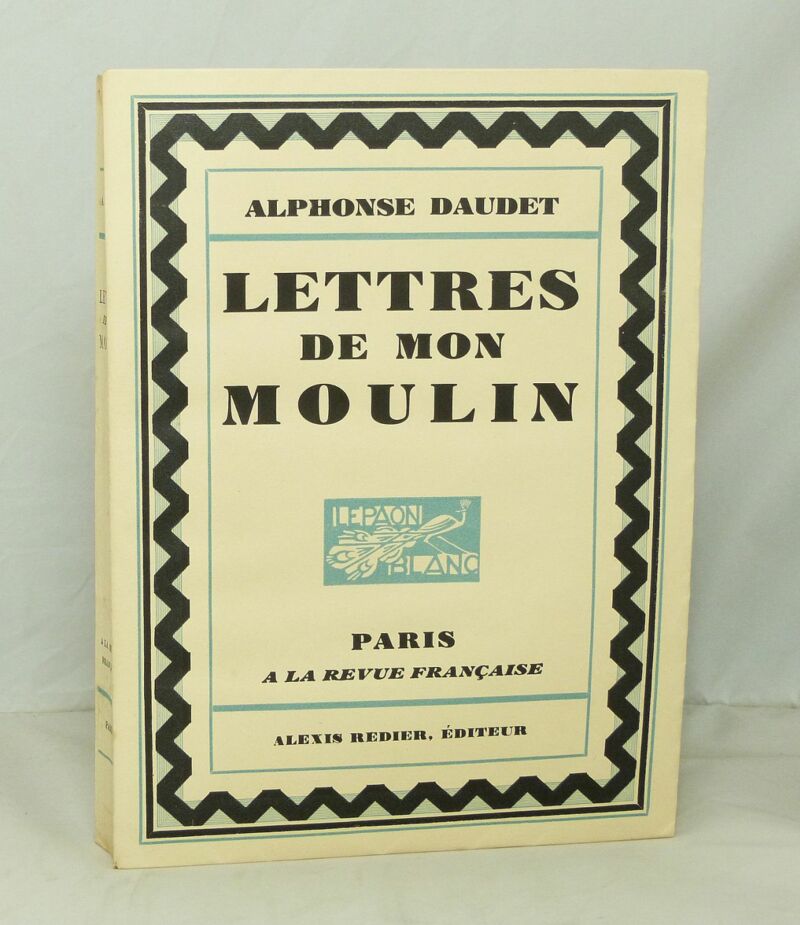 ALPHONSE DAUDET
LETTRES
DE MON
MOULIN
LE PAON
BLANC
PARIS
A LA REVUE FRANÇAISE
ALEXIS REDIER, ÉDITEUR